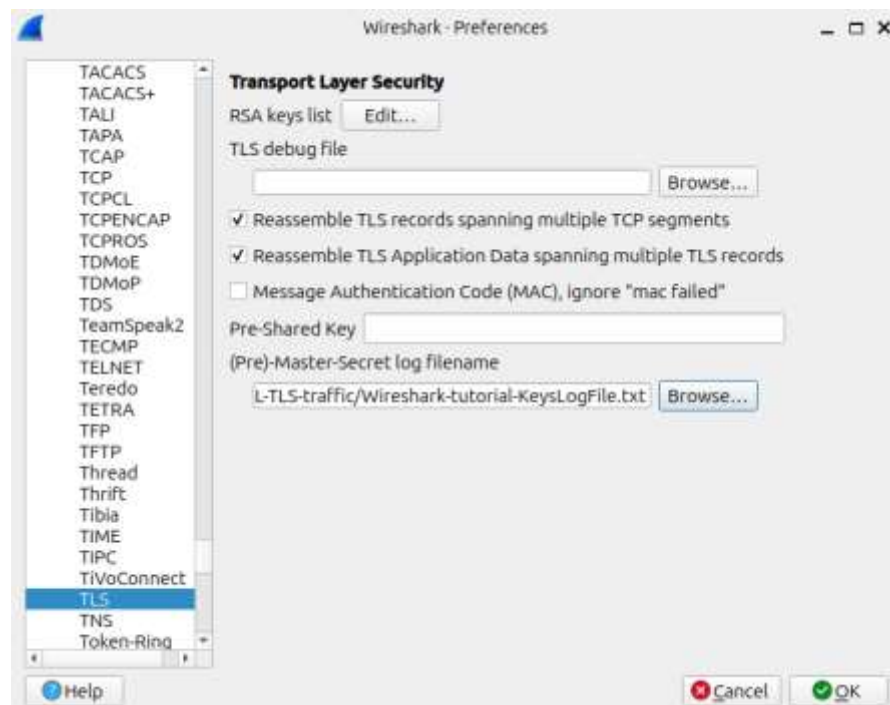 Wireshark · Preferences
TACACS
TACACS+
TALI
TAPA
TCAP
TCP
TCPCL
TCPENCAP
TCPROS
TDMoE
TDMoP
TDS
TeamSpeak2
TECMP
TELNET
Teredo
TETRA
TFP
TFTP
Thread
Thrift
Tibia
TIME
TIPC
TiVoConnect
TLS
TNS
Token-Ring
Transport Layer Security
RSA keys list Edit...
TLS debug file
Browse...
Reassemble TLS records spanning multiple TCP segments
Reassemble TLS Application Data spanning multiple TLS records
Message Authentication Code (MAC), ignore "mac failed"
Pre-Shared Key
(Pre)-Master-Secret log filename
L-TLS-traffic/Wireshark-tutorial-KeysLogFile.txt Browse...
Help Cancel OK